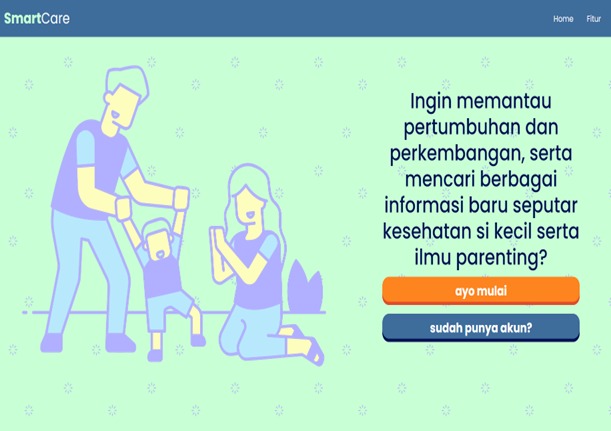 SmartCare
Home Fitur
Ingin memantau
pertumbuhan dan
perkembangan, serta
mencari berbagai
informasi baru seputar
kesehatan si kecil serta
ilmu parenting?
ayo mulai
sudah punya akun?